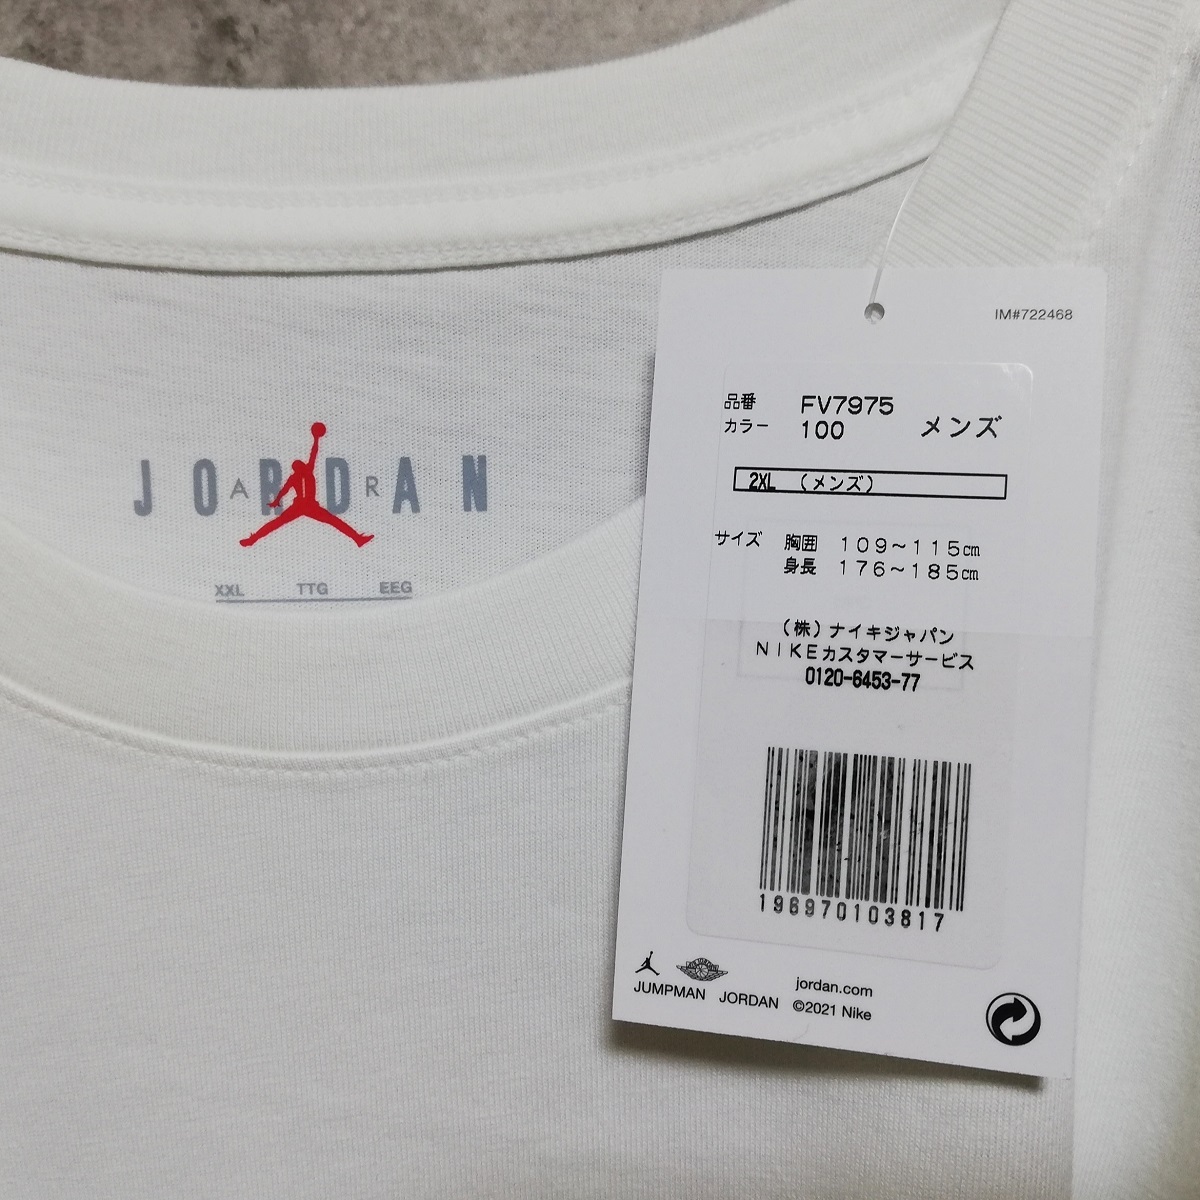 JORDAN
AIR
XXL TTG EEG
IM#722468
品番 FV7975
カラー 100 メンズ
2XL (メンズ)
サイズ 胸囲 109~115cm
身長 176~185cm
(株)ナイキジャパン
NIKEカスタマーサービス
0120-6453-77
196970103817
JUMPMAN JORDAN
jordan.com
©2021 Nike